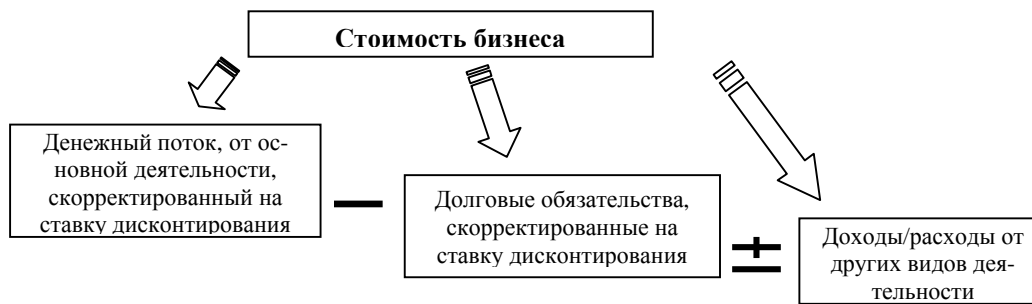 Стоимость бизнеса
Денежный поток, от ос-
новной деятельности,
скорректированный на
ставку дисконтирования
Долговые обязательства,
скорректированные на
ставку дисконтирования
Доходы/расходы от
других видов дея-
тельности